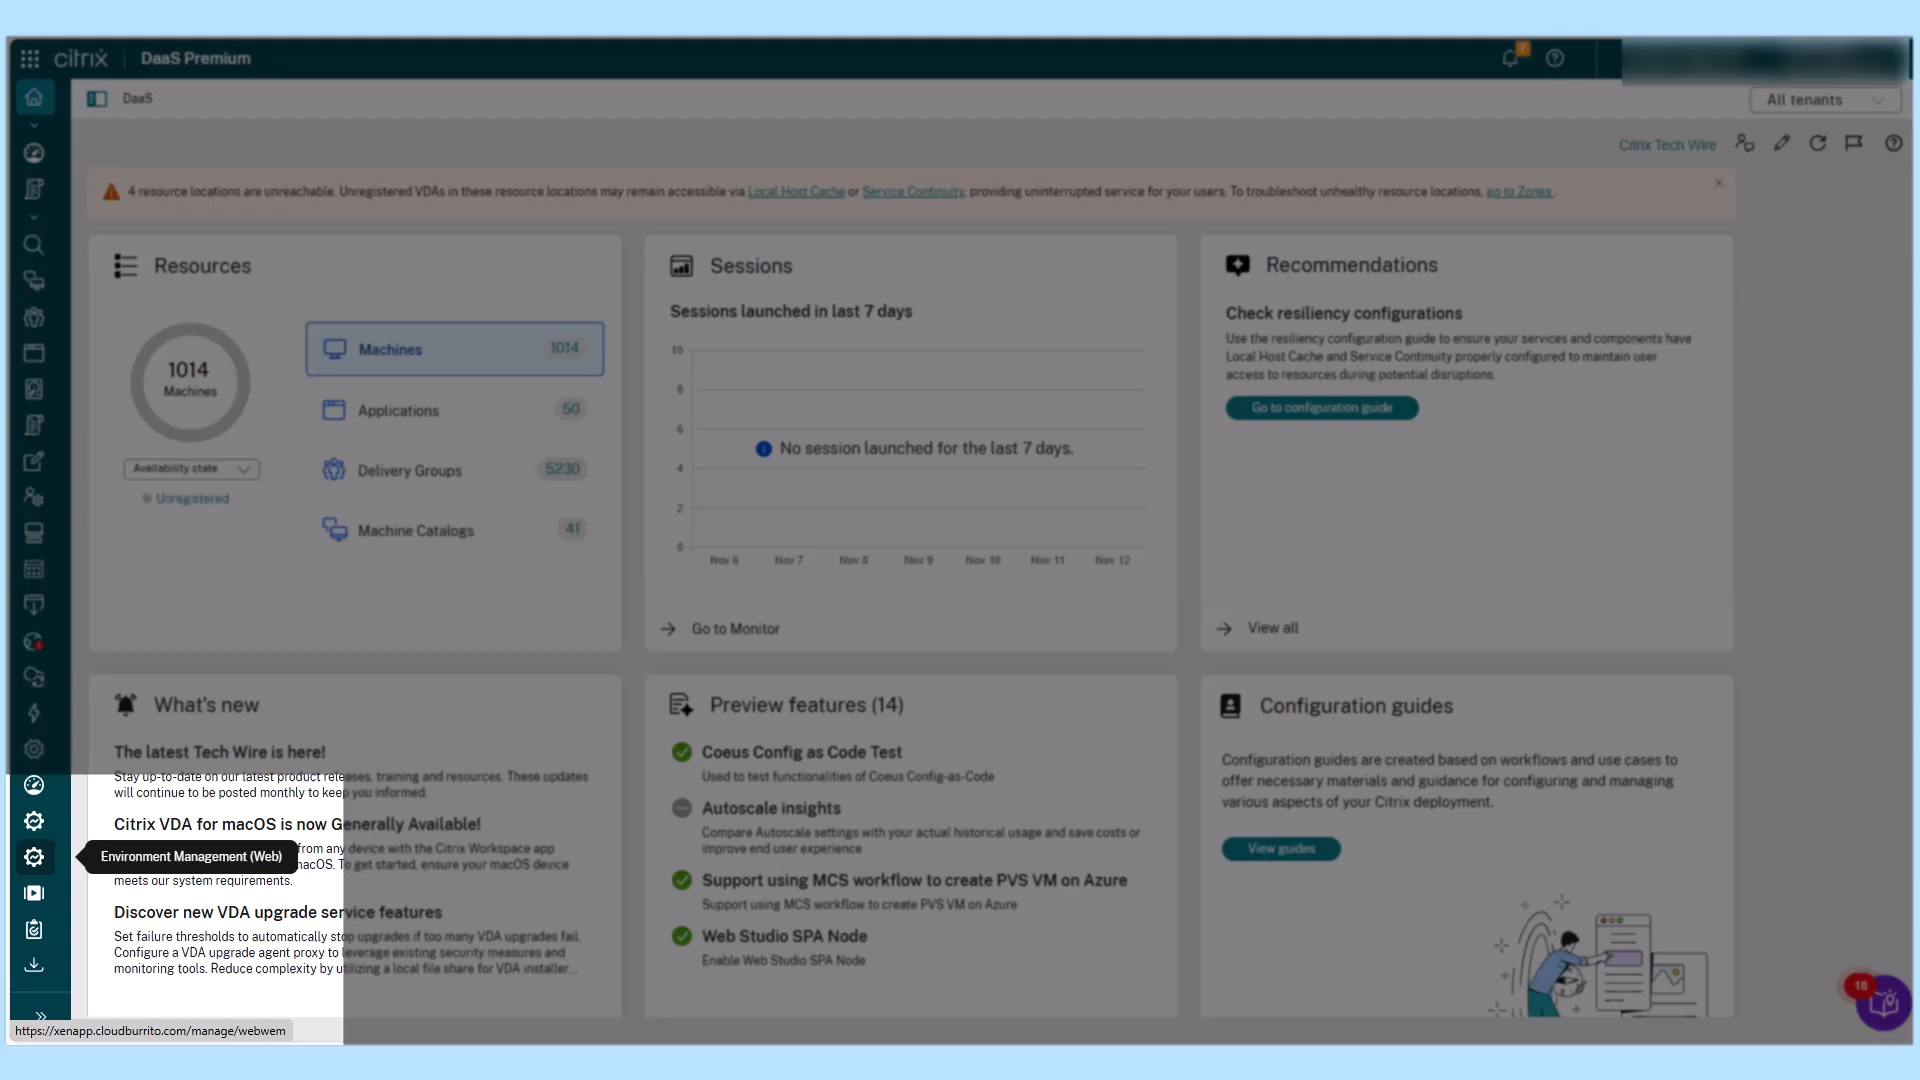 citrix
DaaS Premium
7
DaaS
All tenants
Citrix Tech Wire
4 resource locations are unreachable. Unregistered VDAs in these resource locations may remain accessible via Local Host Cache or Service Continuity, providing uninterrupted service for your users. To troubleshoot unhealthy resource locations, go to Zones .
Resources
1014
Machines
Availability state
Unregistered
Machines 1014
Applications 50
Delivery Groups 5230
Machine Catalogs 41
Sessions
Sessions launched in last 7 days
10
8
6
4
2
0
No session launched for the last 7 days.
Nov 6 Nov 7 Nov 8 Nov 9 Nov 10 Nov 11 Nov 12
Go to Monitor
Recommendations
Check resiliency configurations
Use the resiliency configuration guide to ensure your services and components have
Local Host Cache and Service Continuity properly configured to maintain user
access to resources during potential disruptions.
Go to configuration guide
View all
What's new
The latest Tech Wire is here!
Stay up-to-date on our latest product releases, training and resources. These updates
will continue to be posted monthly to keep you informed.
Citrix VDA for macOS is now Generally Available!
from any device with the Citrix Workspace app
macOS. To get started, ensure your macOS device
meets our system requirements.
Environment Management (Web)
Discover new VDA upgrade service features
Set failure thresholds to automatically stop upgrades if too many VDA upgrades fail.
Configure a VDA upgrade agent proxy to leverage existing security measures and
monitoring tools. Reduce complexity by utilizing a local file share for VDA installer...
Preview features (14)
Coeus Config as Code Test
Used to test functionalities of Coeus Config-as-Code
Autoscale insights
Compare Autoscale settings with your actual historical usage and save costs or
improve end user experience
Support using MCS workflow to create PVS VM on Azure
Support using MCS workflow to create PVS VM on Azure
Web Studio SPA Node
Enable Web Studio SPA Node
Configuration guides
Configuration guides are created based on workflows and use cases to
offer necessary materials and guidance for configuring and managing
various aspects of your Citrix deployment.
View guides
18
https://xenapp.cloudburrito.com/manage/webwem